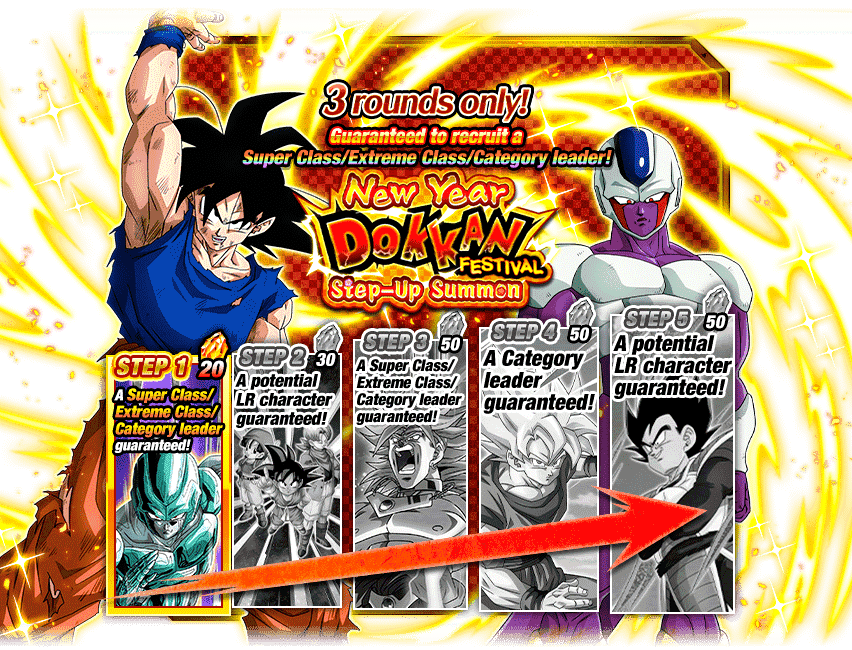 3 rounds only!
Guaranteed to recruit a
Super Class/Extreme Class/Category leader!
New Year
DOKKAN
FESTIVAL
Step-Up Summon
STEP 1
20
A Super Class/
Extreme Class/
Category leader
guaranteed!
STEP 2
30
A potential
LR character
guaranteed!
STEP 3
50
A Super Class/
Extreme Class/
Category leader
guaranteed!
STEP 4
50
A Category
leader
guaranteed!
STEP 5
50
A potential
LR character
guaranteed!